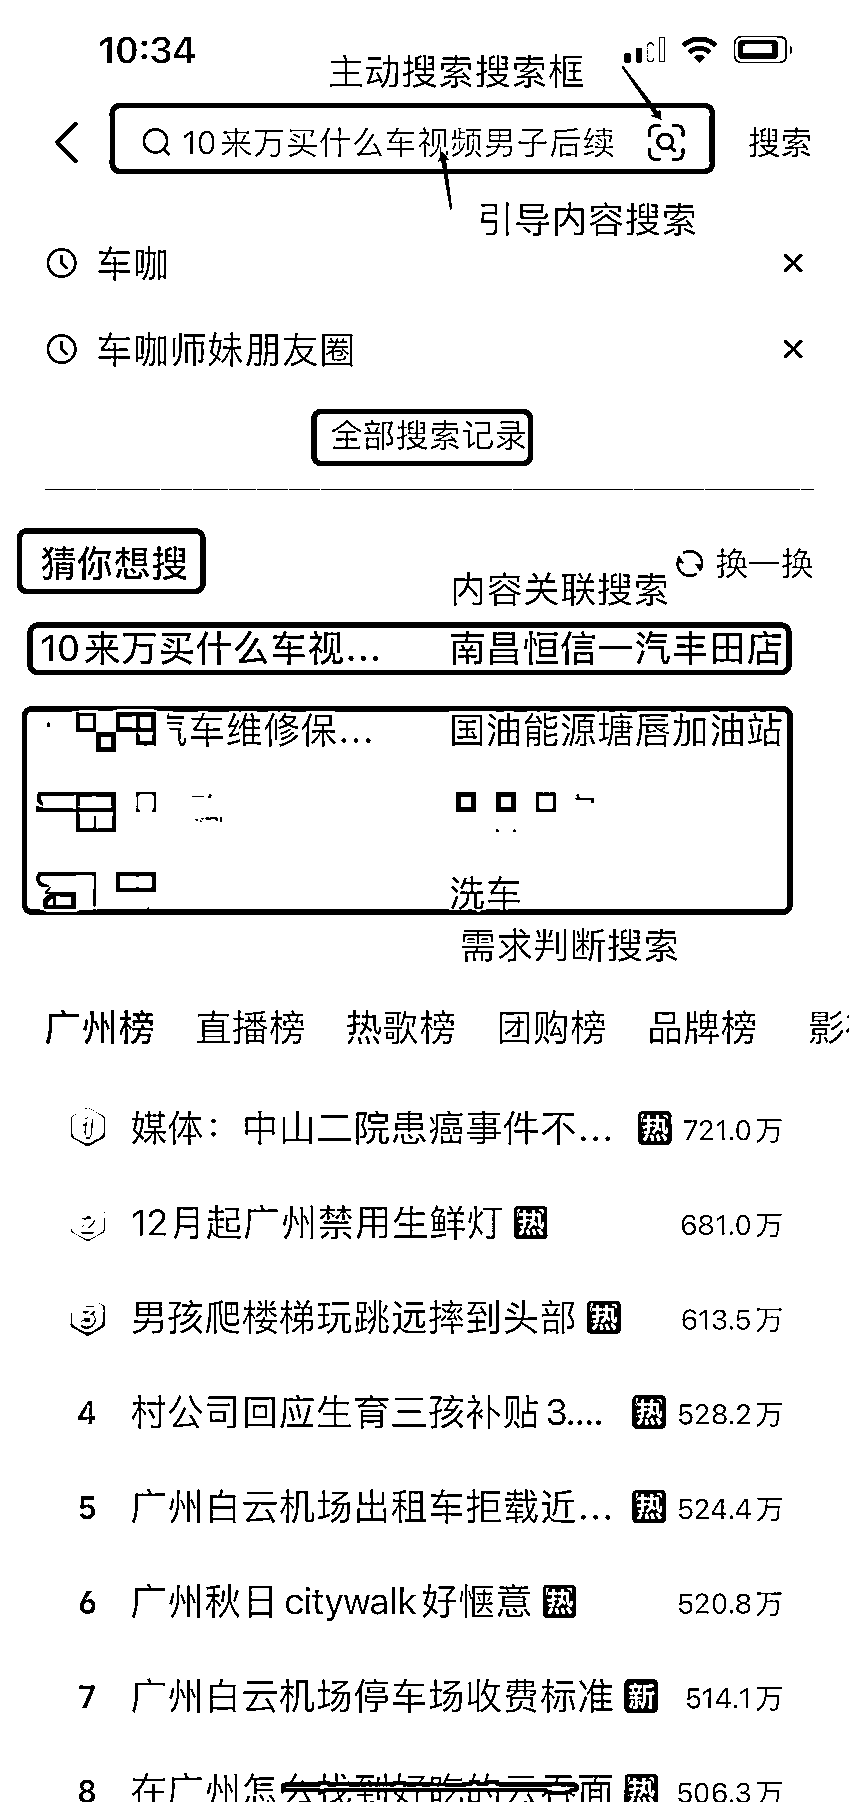 10:34
主动搜索搜索框
10来万买什么车视频男子后续
搜索
引导内容搜索
车咖
车咖师妹朋友圈
全部搜索记录
猜你想搜
换一换
内容关联搜索
10来万买什么车视...
南昌恒信一汽丰田店
汽车维修保...
国油能源塘唇加油站
洗车
需求判断搜索
广州榜 直播榜 热歌榜 团购榜 品牌榜 影
1 媒体：中山二院患癌事件不... 热 721.0万
2 12月起广州禁用生鲜灯 热 681.0万
3 男孩爬楼梯玩跳远摔到头部 热 613.5万
4 村公司回应生育三孩补贴3.... 热 528.2万
5 广州白云机场出租车拒载近... 热 524.4万
6 广州秋日citywalk好惬意 热 520.8万
7 广州白云机场停车场收费标准 新 514.1万
8 在广州怎么找到好吃的云吞面 热 506.3万